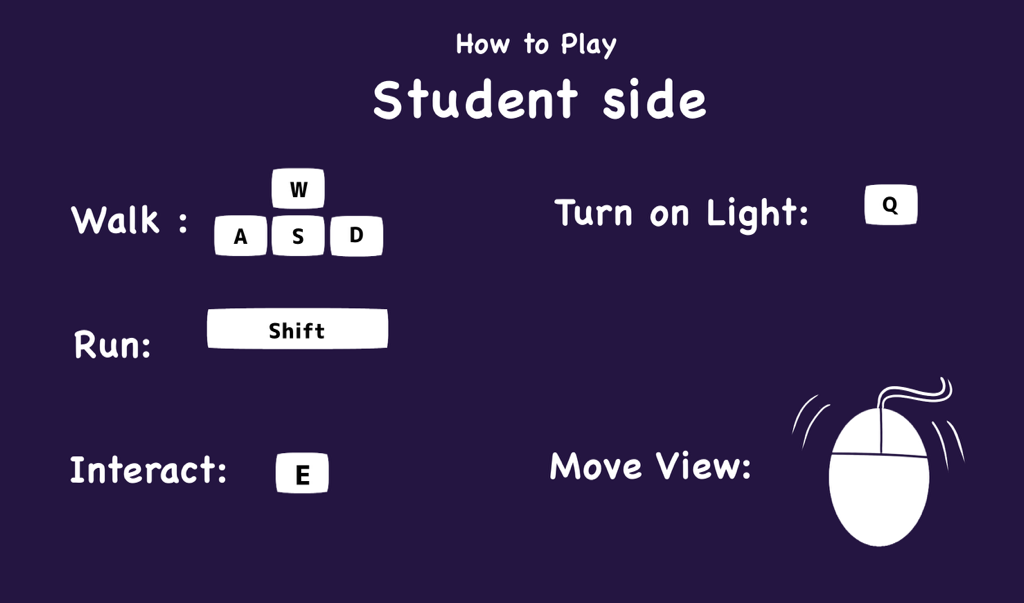 How to Play
Student side
Walk :
W
A S D
Turn on Light:
Q
Run:
Shift
Interact:
E
Move View: